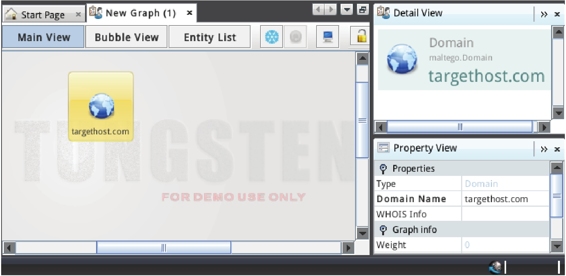 Start Page
New Graph (1)
Main View
Bubble View
Entity List
targethost.com
TUNGSTEN
FOR DEMO USE ONLY
Detail View
Domain
maltego.Domain
targethost.com
Property View
Properties
Type Domain
Domain Name targethost.com
WHOIS Info
Graph info
Weight 0